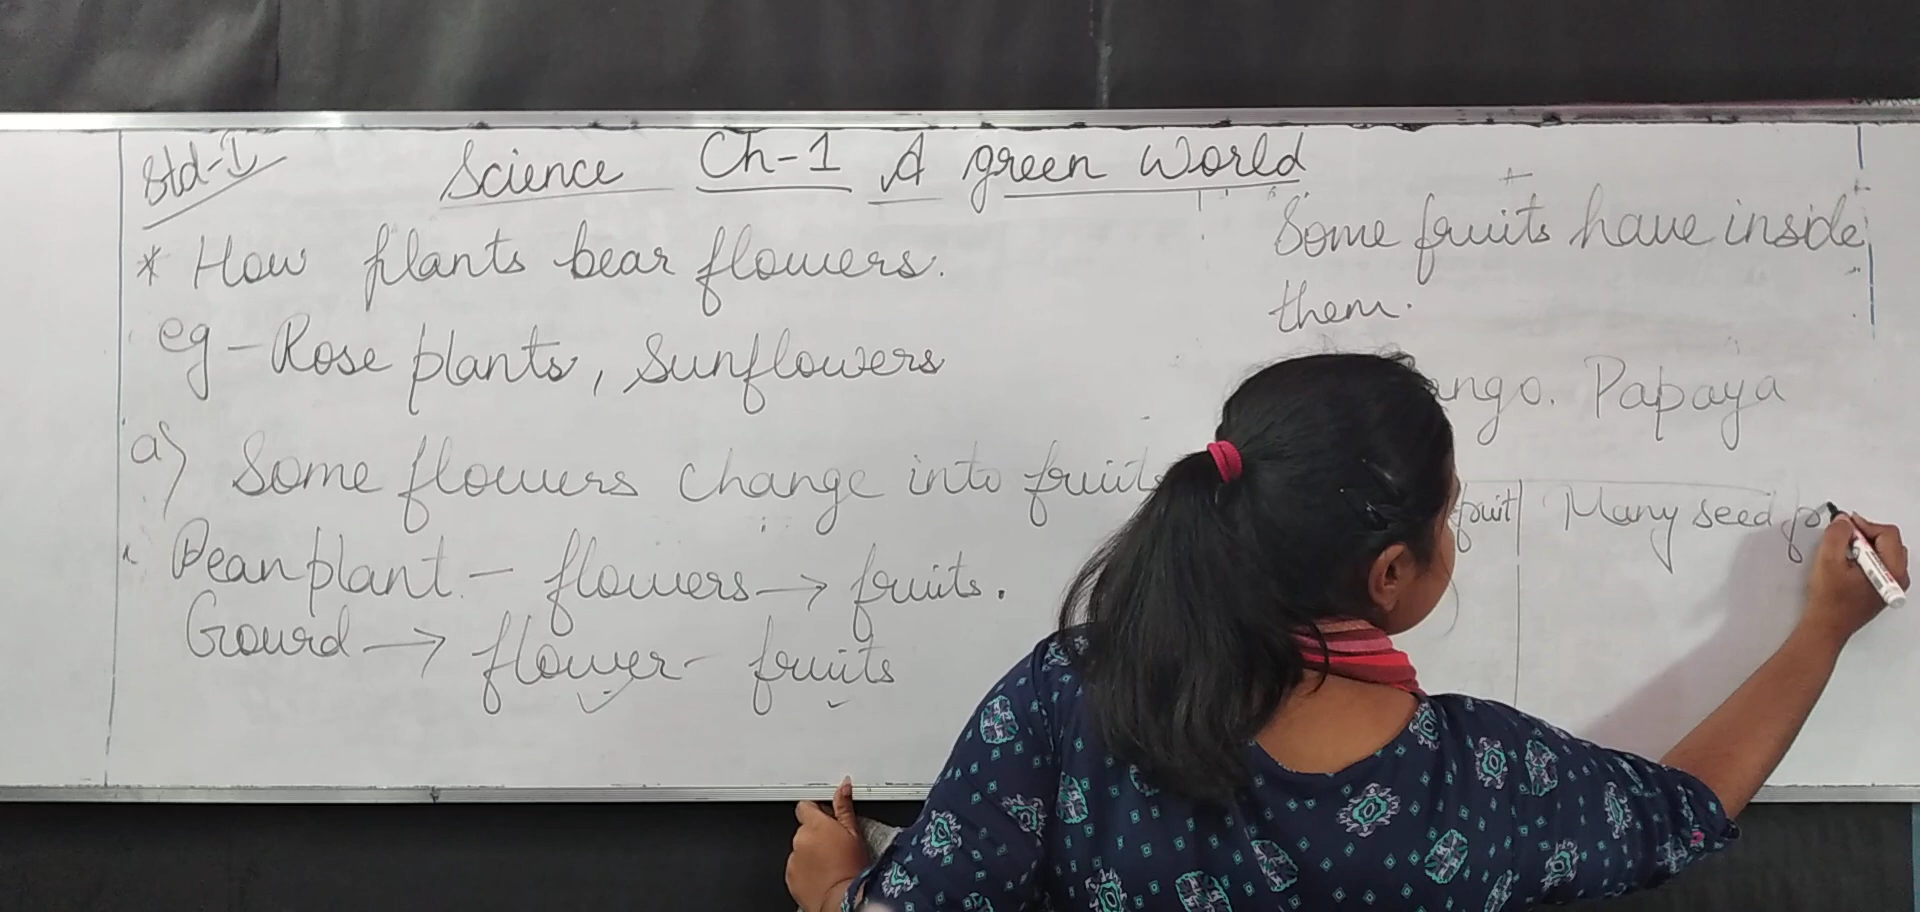 Std-I
Science Ch-1 A green World
* How plants bear flowers.
eg - Rose plants, Sunflowers
a) Some flowers change into fruits
Pean plant - flowers → fruits.
Gourd → flower - fruits
Some fruits have inside
them.
ango. Papaya
fruit Many seed fr